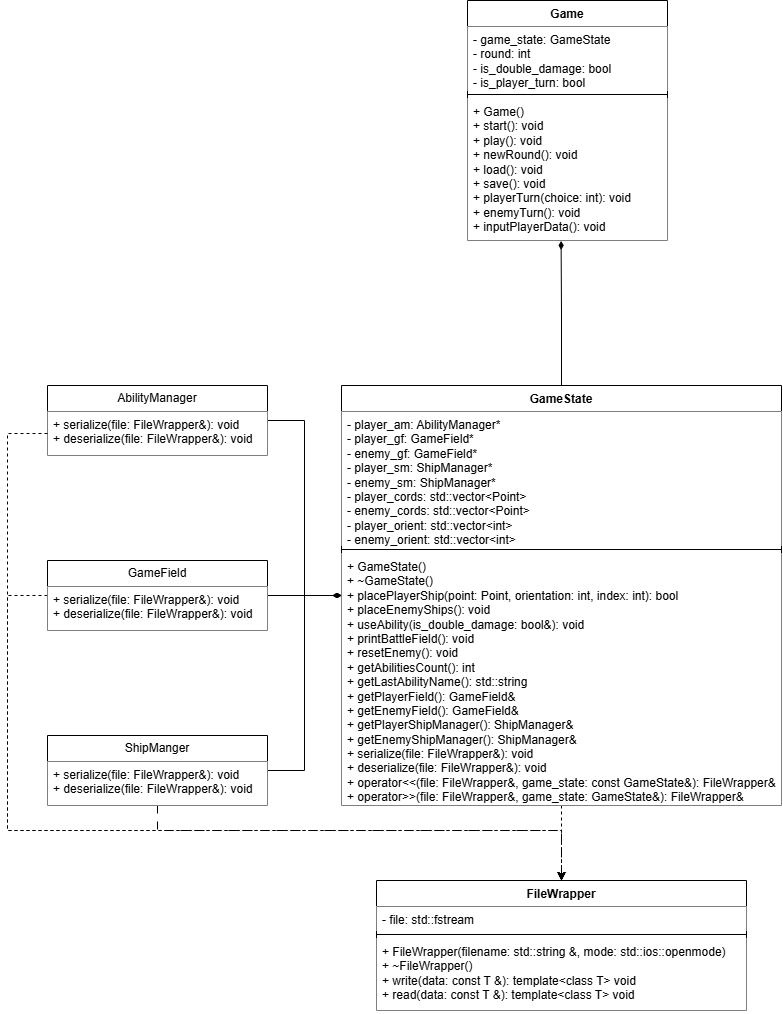 Game
- game_state: GameState
- round: int
- is_double_damage: bool
- is_player_turn: bool
+ Game()
+ start(): void
+ play(): void
+ newRound(): void
+ load(): void
+ save(): void
+ playerTurn(choice: int): void
+ enemyTurn(): void
+ inputPlayerData(): void
AbilityManager
+ serialize(file: FileWrapper&): void
+ deserialize(file: FileWrapper&): void
GameField
+ serialize(file: FileWrapper&): void
+ deserialize(file: FileWrapper&): void
ShipManger
+ serialize(file: FileWrapper&): void
+ deserialize(file: FileWrapper&): void
GameState
- player_am: AbilityManager*
- player_gf: GameField*
- enemy_gf: GameField*
- player_sm: ShipManager*
- enemy_sm: ShipManager*
- player_cords: std::vector<Point>
- enemy_cords: std::vector<Point>
- player_orient: std::vector<int>
- enemy_orient: std::vector<int>
+ GameState()
+ ~GameState()
+ placePlayerShip(point: Point, orientation: int, index: int): bool
+ placeEnemyShips(): void
+ useAbility(is_double_damage: bool&): void
+ printBattleField(): void
+ resetEnemy(): void
+ getAbilitiesCount(): int
+ getLastAbilityName(): std::string
+ getPlayerField(): GameField&
+ getEnemyField(): GameField&
+ getPlayerShipManager(): ShipManager&
+ getEnemyShipManager(): ShipManager&
+ serialize(file: FileWrapper&): void
+ deserialize(file: FileWrapper&): void
+ operator<<(file: FileWrapper&, game_state: const GameState&): FileWrapper&
+ operator>>(file: FileWrapper&, game_state: GameState&): FileWrapper&
FileWrapper
- file: std::fstream
+ FileWrapper(filename: std::string &, mode: std::ios::openmode)
+ ~FileWrapper()
+ write(data: const T &): template<class T> void
+ read(data: const T &): template<class T> void